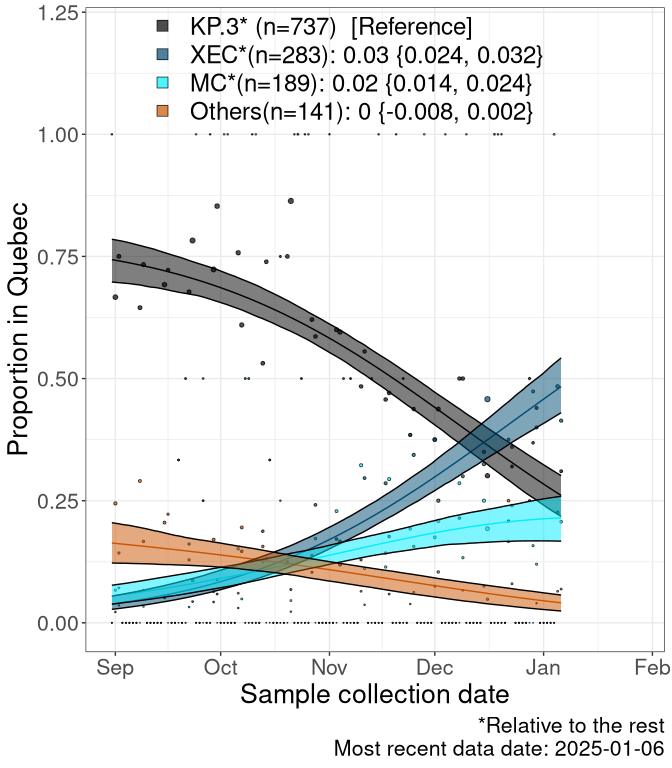 KP.3* (n=737)  [Reference]
XEC*(n=283): 0.03 {0.024, 0.032}
MC*(n=189): 0.02 {0.014, 0.024}
Others(n=141): 0 {-0.008, 0.002}
1.25
1.00
0.75
0.50
0.25
0.00
Proportion in Quebec
Sep Oct Nov Dec Jan Feb
Sample collection date
*Relative to the rest
Most recent data date: 2025-01-06